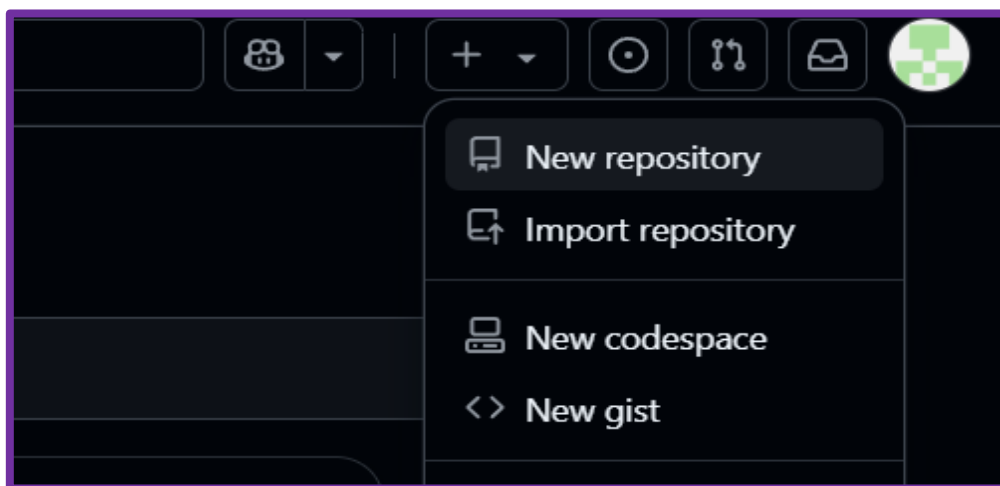 New repository
Import repository
New codespace
New gist